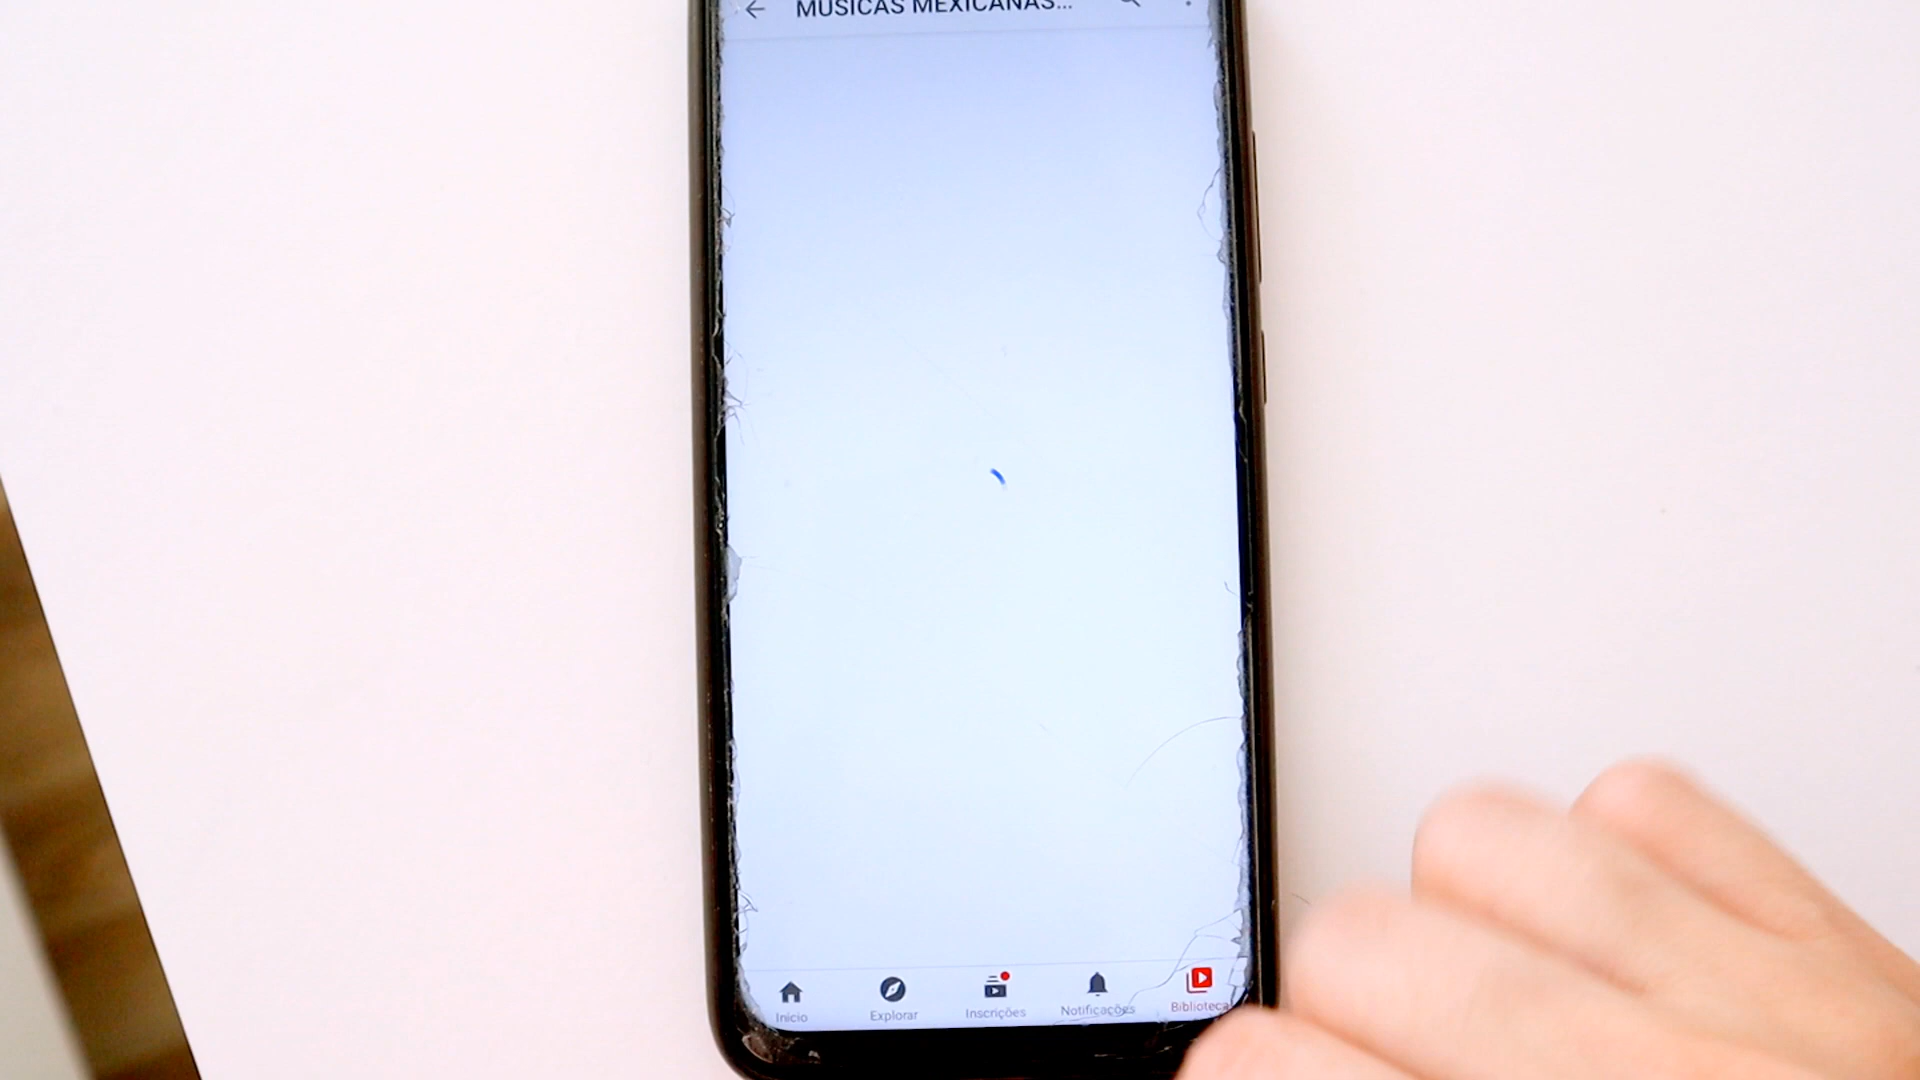 MUSICAS MEXICANAS...
Início
Explorar
Inscrições
Notificações
Biblioteca